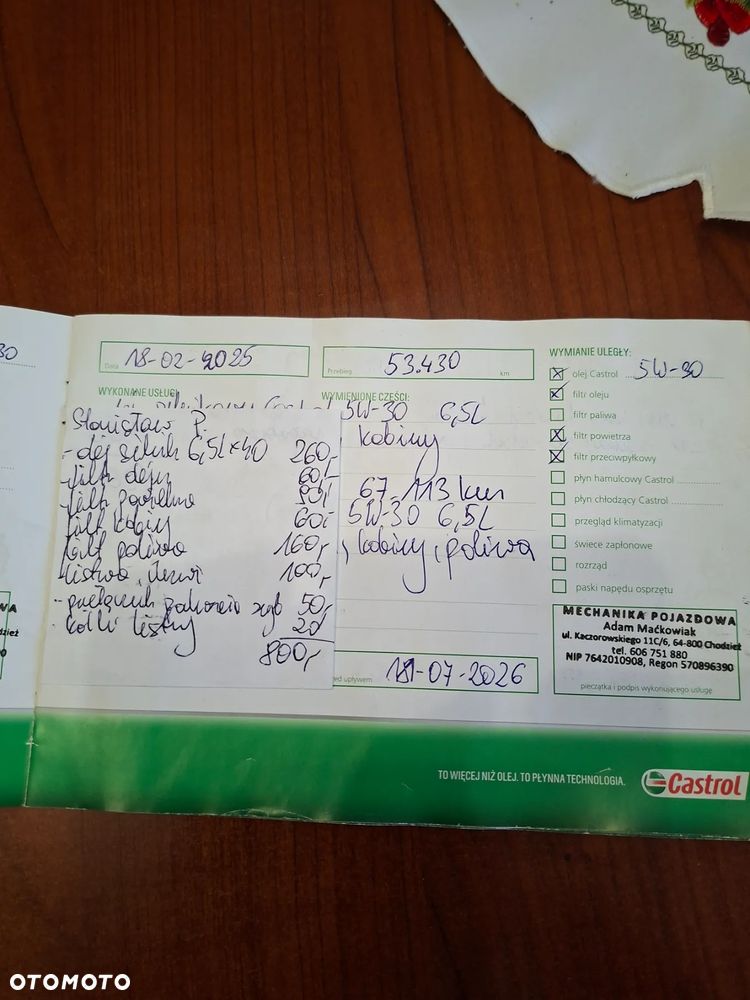 30
Data 18-02-2025
Przebieg 53.430 km
WYMIANIE ULEGŁY:
olej Castrol 5W-30
filtr oleju
filtr paliwa
filtr powietrza
filtr przeciwpyłkowy
płyn hamulcowy Castrol
płyn chłodzący Castrol
przegląd klimatyzacji
świece zapłonowe
rozrząd
paski napędu osprzętu
WYKONANE USŁUGI
WYMIENIONE CZĘŚCI:
5W-30 6,5L
kabiny
67.113 km
5W-30 6,5L
, kabiny, paliwa
Stanisław P.
- olej silnik 6,5L x 40 260,-
- filtr oleju 60,-
- filtr powietrza
filtr kabiny 60,-
filtr paliwa 160,-
listwa 100,-
50,-
kołki listwy 20
800,-
upływem 18-07-2026
MECHANIKA POJAZDOWA
Adam Maćkowiak
ul. Kaczorowskiego 11C/6, 64-800 Chodzież
tel. 606 751 880
NIP 7642010908, Regon 570896390
pieczątka i podpis wykonującego usługę
TO WIĘCEJ NIŻ OLEJ. TO PŁYNNA TECHNOLOGIA.
Castrol
OTOMOTO